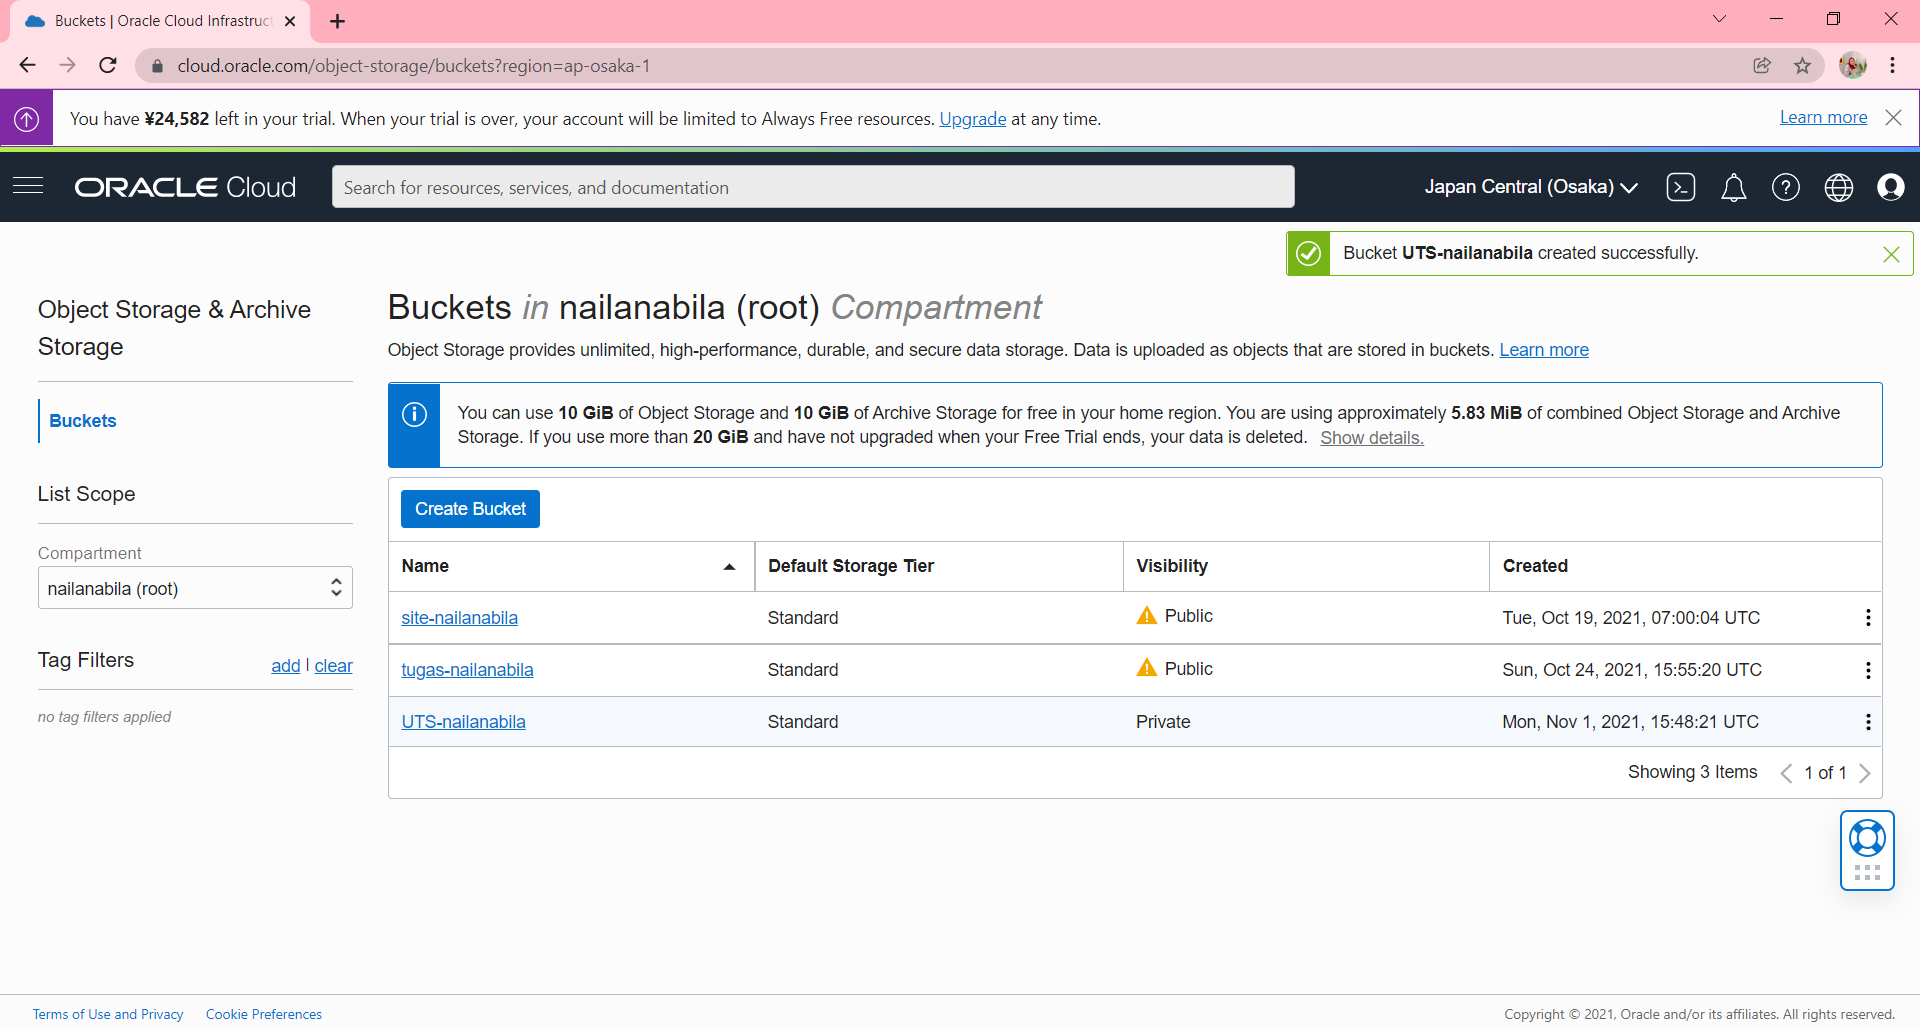 Buckets | Oracle Cloud Infrastruct
cloud.oracle.com/object-storage/buckets?region=ap-osaka-1
You have ¥24,582 left in your trial. When your trial is over, your account will be limited to Always Free resources. Upgrade at any time.
Learn more
ORACLE Cloud
Search for resources, services, and documentation
Japan Central (Osaka)
Bucket UTS-nailanabila created successfully.
Object Storage & Archive
Storage
Buckets
List Scope
Compartment
nailanabila (root)
Tag Filters
add | clear
no tag filters applied
Buckets in nailanabila (root) Compartment
Object Storage provides unlimited, high-performance, durable, and secure data storage. Data is uploaded as objects that are stored in buckets. Learn more
You can use 10 GiB of Object Storage and 10 GiB of Archive Storage for free in your home region. You are using approximately 5.83 MiB of combined Object Storage and Archive
Storage. If you use more than 20 GiB and have not upgraded when your Free Trial ends, your data is deleted. Show details.
Create Bucket
Name Default Storage Tier Visibility Created
site-nailanabila Standard Public Tue, Oct 19, 2021, 07:00:04 UTC
tugas-nailanabila Standard Public Sun, Oct 24, 2021, 15:55:20 UTC
UTS-nailanabila Standard Private Mon, Nov 1, 2021, 15:48:21 UTC
Showing 3 Items 1 of 1
Terms of Use and Privacy Cookie Preferences
Copyright © 2021, Oracle and/or its affiliates. All rights reserved.